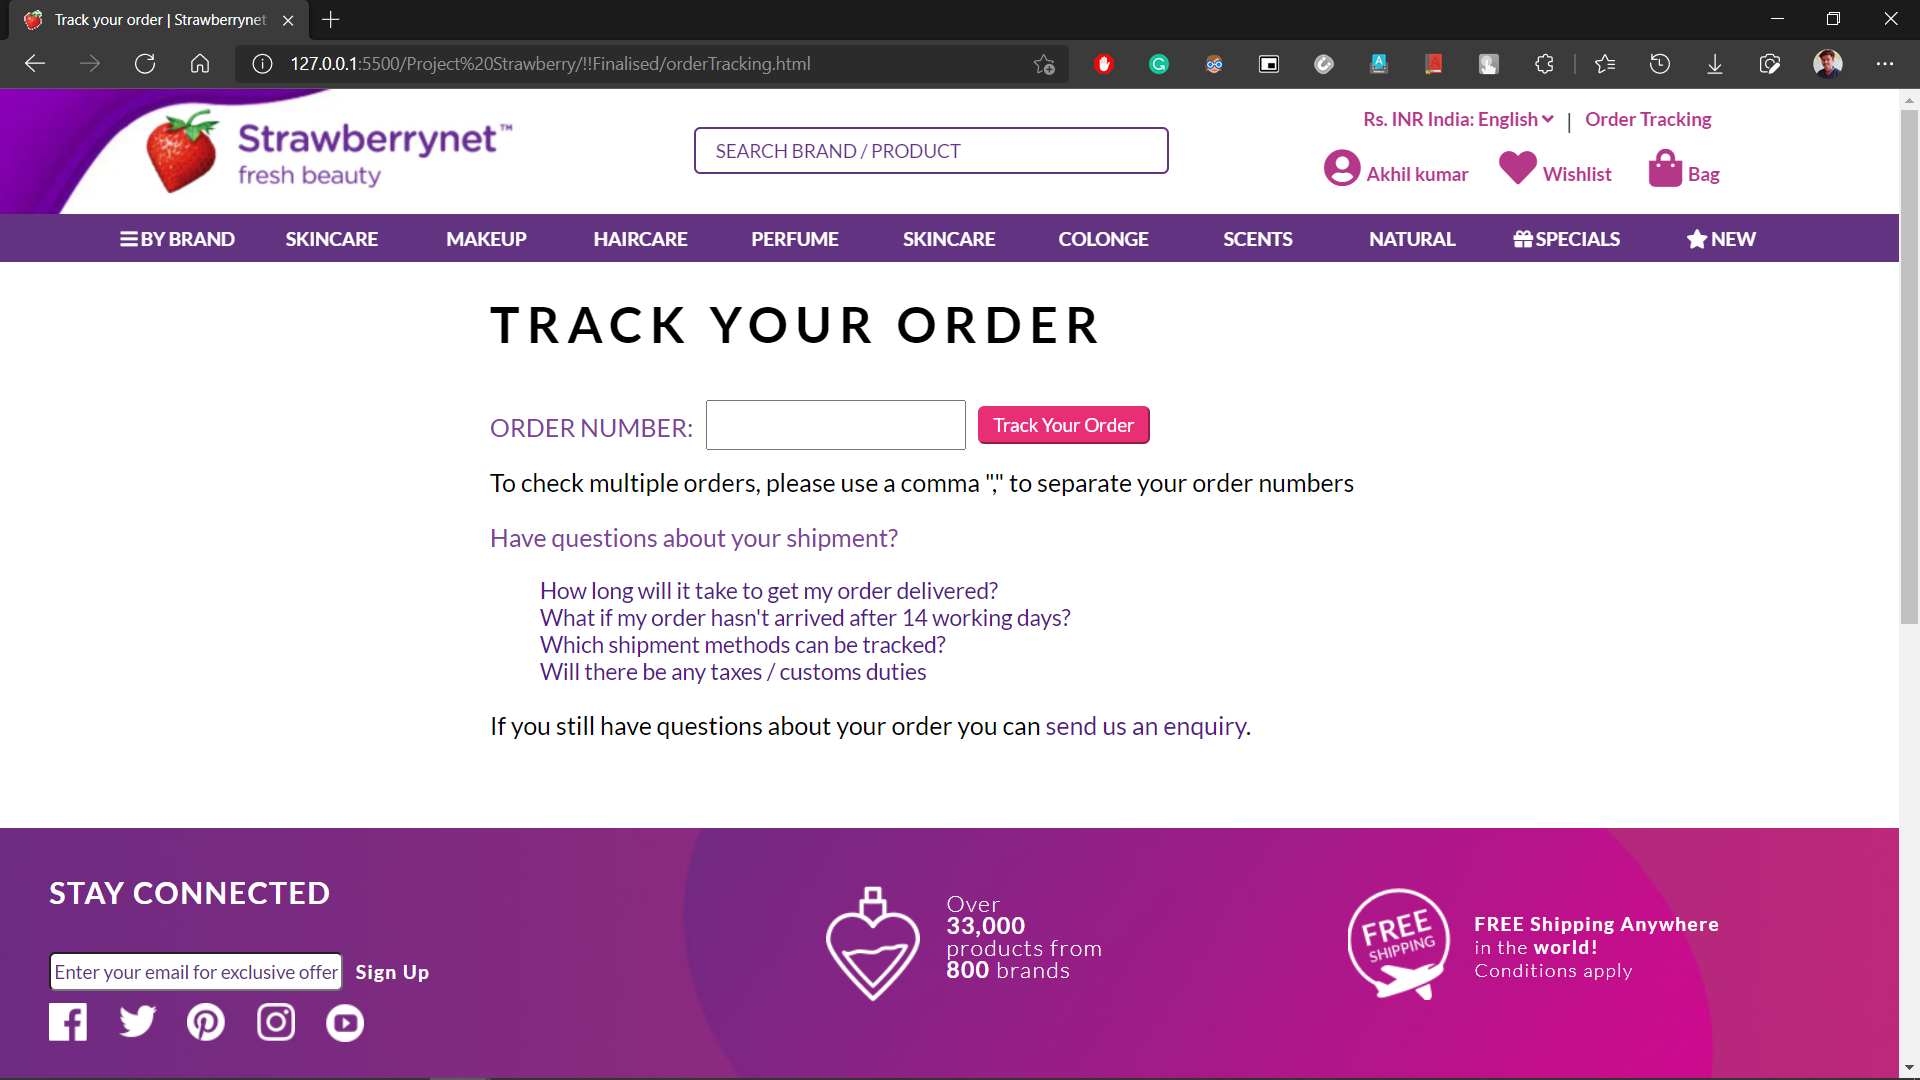 Track your order | Strawberrynet
127.0.0.1:5500/Project%20Strawberry/!!Finalised/orderTracking.html
Strawberrynet™
fresh beauty
SEARCH BRAND / PRODUCT
Rs. INR India: English | Order Tracking
Akhil kumar Wishlist Bag
BY BRAND SKINCARE MAKEUP HAIRCARE PERFUME SKINCARE COLONGE SCENTS NATURAL SPECIALS NEW
TRACK YOUR ORDER
ORDER NUMBER: Track Your Order
To check multiple orders, please use a comma "," to separate your order numbers
Have questions about your shipment?
How long will it take to get my order delivered?
What if my order hasn't arrived after 14 working days?
Which shipment methods can be tracked?
Will there be any taxes / customs duties
If you still have questions about your order you can send us an enquiry.
STAY CONNECTED
Enter your email for exclusive offer Sign Up
Over
33,000
products from
800 brands
FREE
SHIPPING
FREE Shipping Anywhere
in the world!
Conditions apply